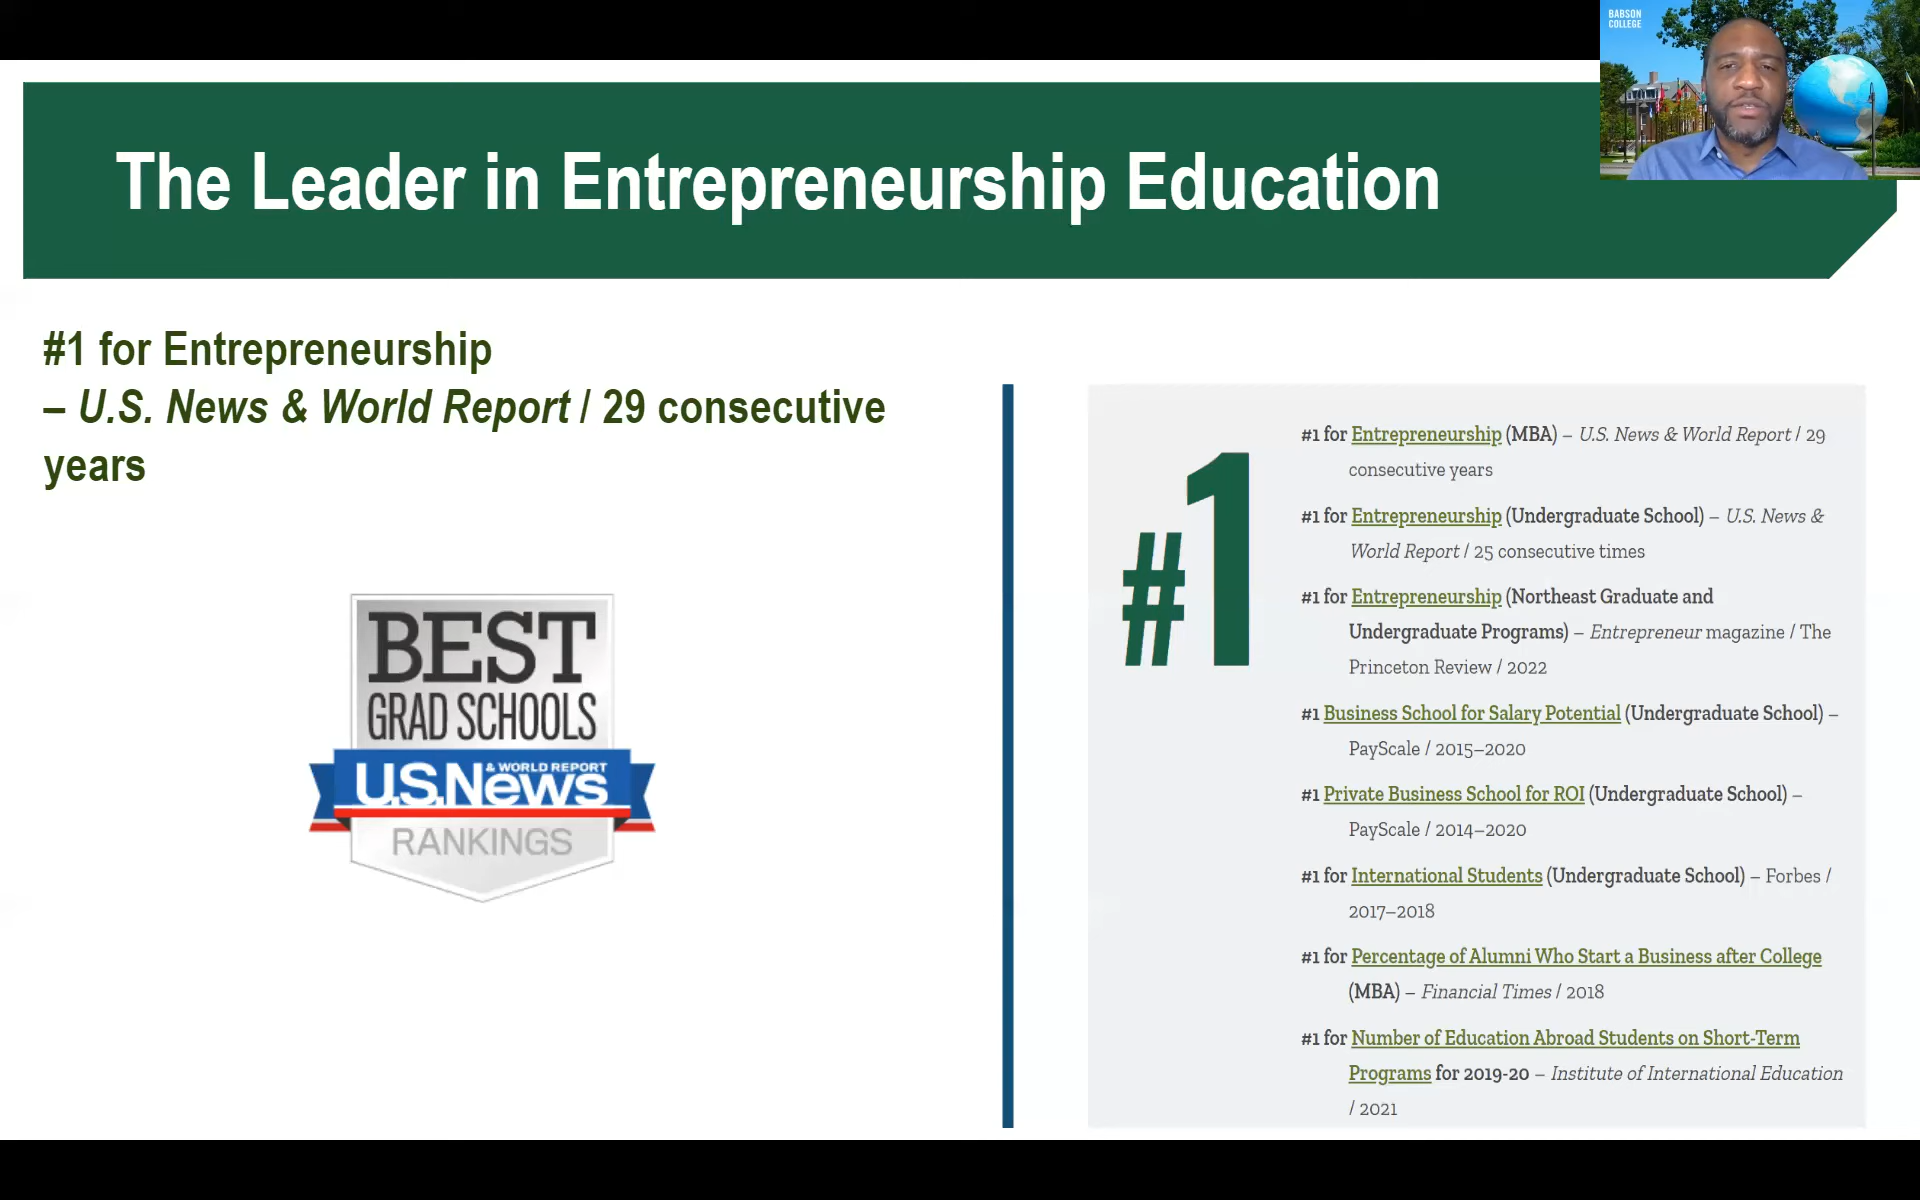 BABSON
COLLEGE
The Leader in Entrepreneurship Education
#1 for Entrepreneurship
– U.S. News & World Report / 29 consecutive
years
BEST
GRAD SCHOOLS
U.S.News & WORLD REPORT
RANKINGS
#1
#1 for Entrepreneurship (MBA) – U.S. News & World Report / 29
consecutive years
#1 for Entrepreneurship (Undergraduate School) – U.S. News &
World Report / 25 consecutive times
#1 for Entrepreneurship (Northeast Graduate and
Undergraduate Programs) – Entrepreneur magazine / The
Princeton Review / 2022
#1 Business School for Salary Potential (Undergraduate School) –
PayScale / 2015–2020
#1 Private Business School for ROI (Undergraduate School) –
PayScale / 2014–2020
#1 for International Students (Undergraduate School) – Forbes /
2017–2018
#1 for Percentage of Alumni Who Start a Business after College
(MBA) – Financial Times / 2018
#1 for Number of Education Abroad Students on Short-Term
Programs for 2019-20 – Institute of International Education
/ 2021